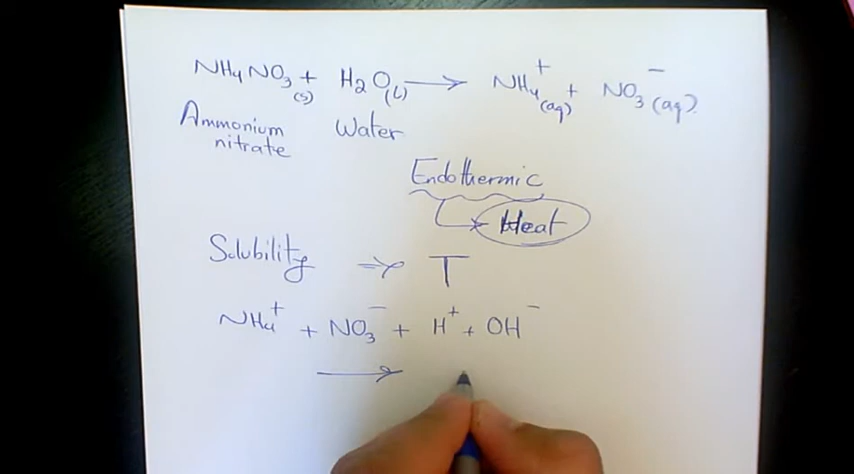 NH4NO3(s) + H2O(L) → NH4+(aq) + NO3-(aq).
Ammonium nitrate Water
Endothermic
→ Heat
Solubility → T
NH4+ + NO3- + H+ + OH-
→